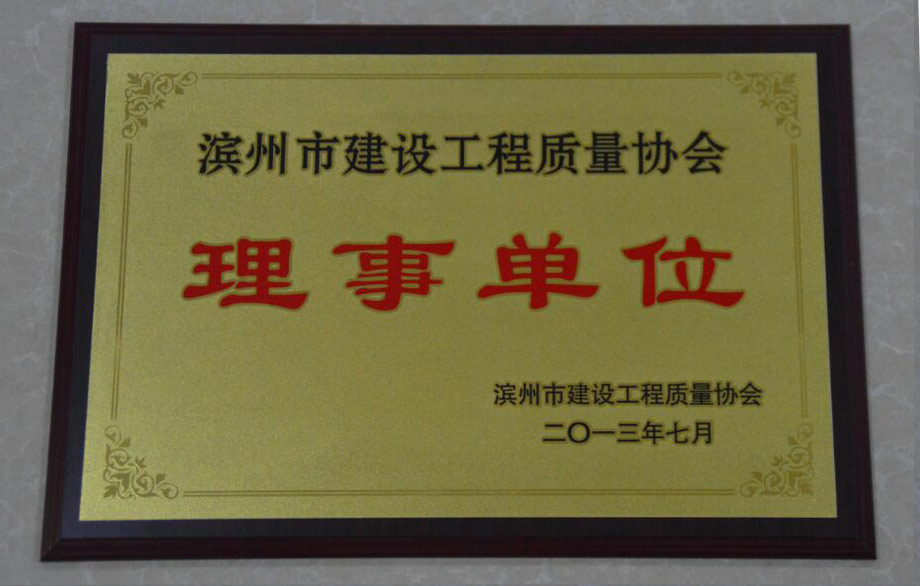 滨州市建设工程质量协会
理事单位
滨州市建设工程质量协会
二〇一三年七月